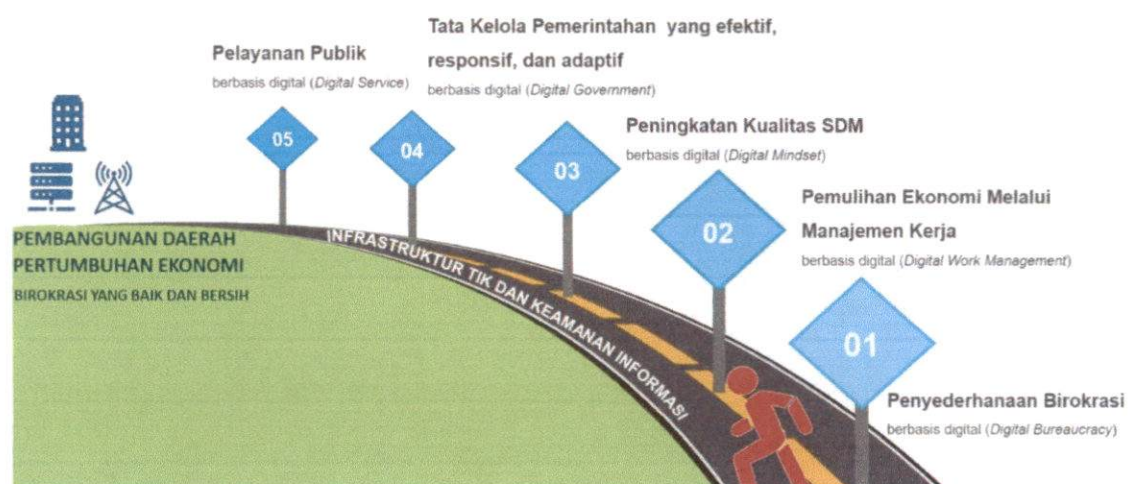 Tata Kelola Pemerintahan yang efektif,
responsif, dan adaptif
berbasis digital (Digital Government)
Pelayanan Publik
berbasis digital (Digital Service)
05
04
Peningkatan Kualitas SDM
berbasis digital (Digital Mindset)
03
Pemulihan Ekonomi Melalui
Manajemen Kerja
berbasis digital (Digital Work Management)
02
01
Penyederhanaan Birokrasi
berbasis digital (Digital Bureaucracy)
PEMBANGUNAN DAERAH
PERTUMBUHAN EKONOMI
BIROKRASI YANG BAIK DAN BERSIH
INFRASTRUKTUR TIK DAN KEAMANAN INFORMASI